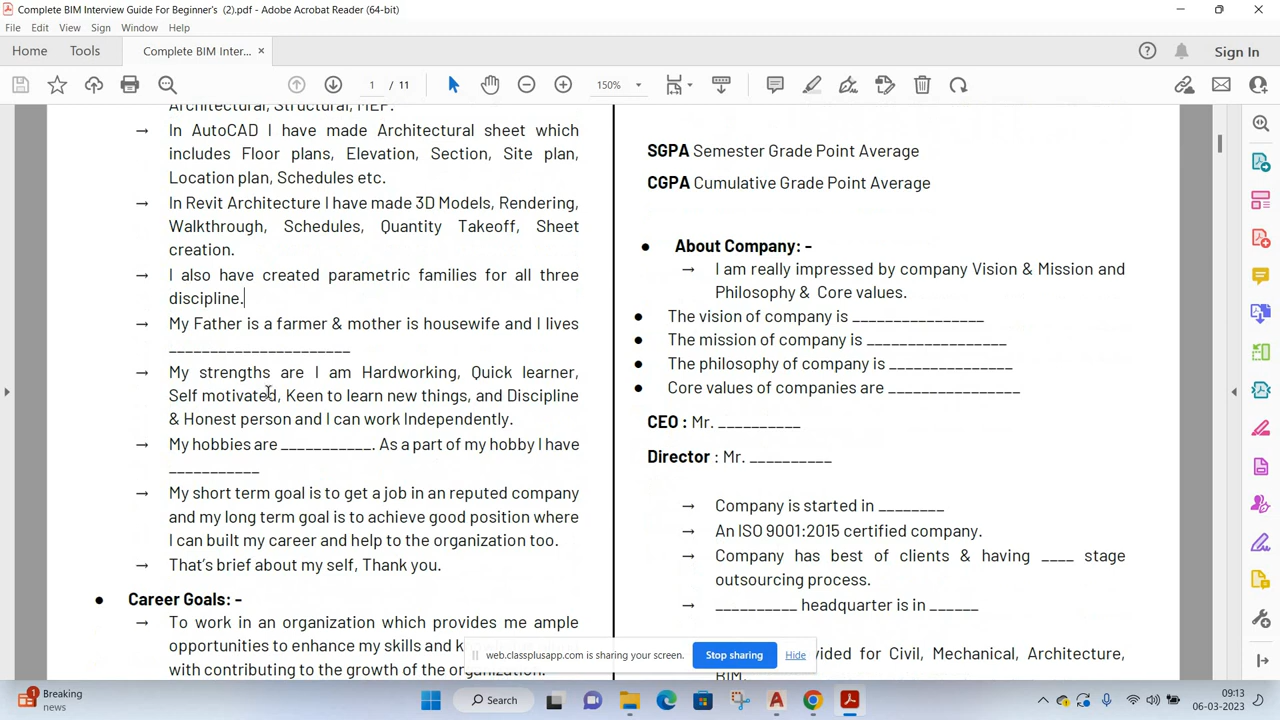 Complete BIM Interview Guide For Beginner's (2).pdf - Adobe Acrobat Reader (64-bit)
File Edit View Sign Window Help
Home Tools Complete BIM Inter... × Sign In
1 / 11 150%
Architectural, Structural, MEP.
→ In AutoCAD I have made Architectural sheet which
includes Floor plans, Elevation, Section, Site plan,
Location plan, Schedules etc.
→ In Revit Architecture I have made 3D Models, Rendering,
Walkthrough, Schedules, Quantity Takeoff, Sheet
creation.
→ I also have created parametric families for all three
discipline.
→ My Father is a farmer & mother is housewife and I lives
______________________
→ My strengths are I am Hardworking, Quick learner,
Self motivated, Keen to learn new things, and Discipline
& Honest person and I can work Independently.
→ My hobbies are ___________. As a part of my hobby I have
___________
→ My short term goal is to get a job in an reputed company
and my long term goal is to achieve good position where
I can built my career and help to the organization too.
→ That's brief about my self, Thank you.
● Career Goals: -
→ To work in an organization which provides me ample
opportunities to enhance my skills and k
with contributing to the growth of the organization.
SGPA Semester Grade Point Average
CGPA Cumulative Grade Point Average
● About Company: -
→ I am really impressed by company Vision & Mission and
Philosophy & Core values.
● The vision of company is ________________
● The mission of company is _________________
● The philosophy of company is _______________
● Core values of companies are ________________
CEO : Mr. __________
Director : Mr. __________
→ Company is started in ________
→ An ISO 9001:2015 certified company.
→ Company has best of clients & having ____ stage
outsourcing process.
→ __________ headquarter is in ______
vided for Civil, Mechanical, Architecture,
BIM.
web.classplusapp.com is sharing your screen. Stop sharing Hide
1 Breaking
news
Search
09:13
06-03-2023